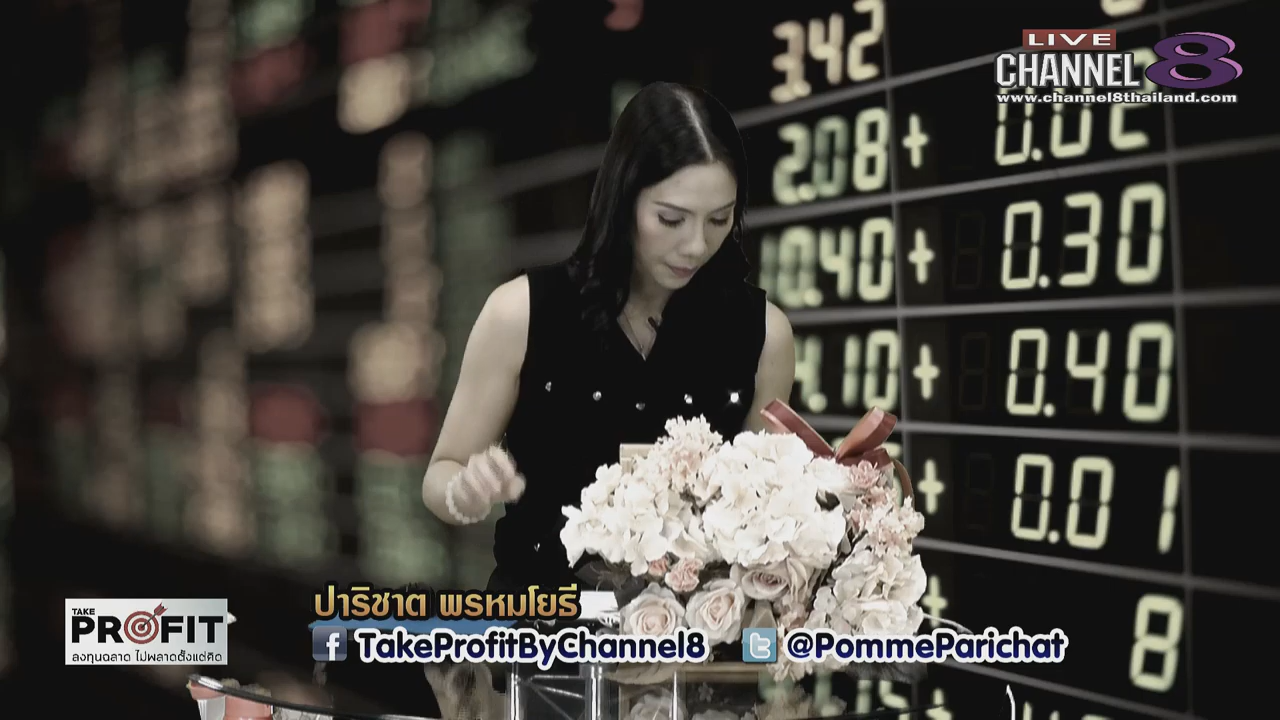 LIVE
CHANNEL 8
www.channel8thailand.com
3.42
2.08 + 0.02
10.40 + 0.30
4.10 + 0.40
+ 0.01
8
TAKE
PROFIT
ลงทุนฉลาด ไม่พลาดตั้งแต่คิด
ปาริชาต พรหมโยธี
f TakeProfitByChannel8
t @PommeParichat